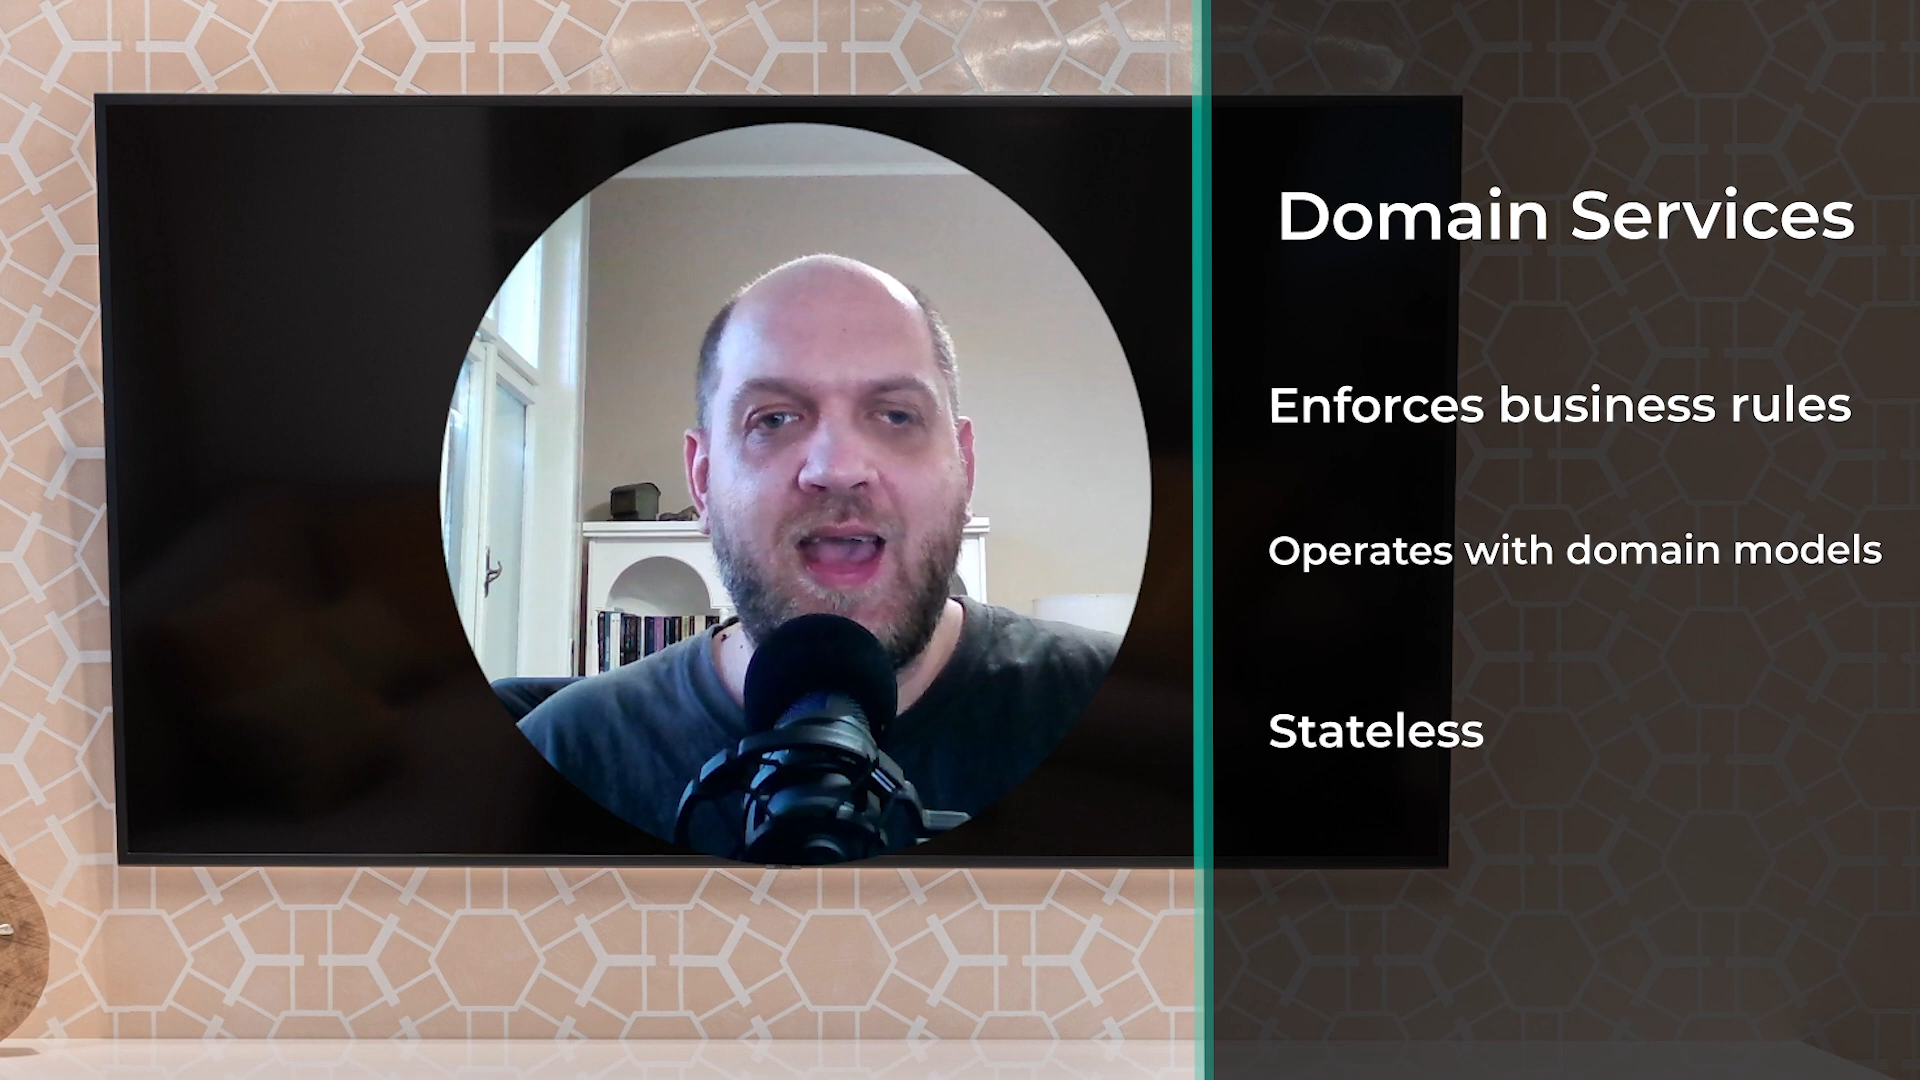 Domain Services
Enforces business rules
Operates with domain models
Stateless